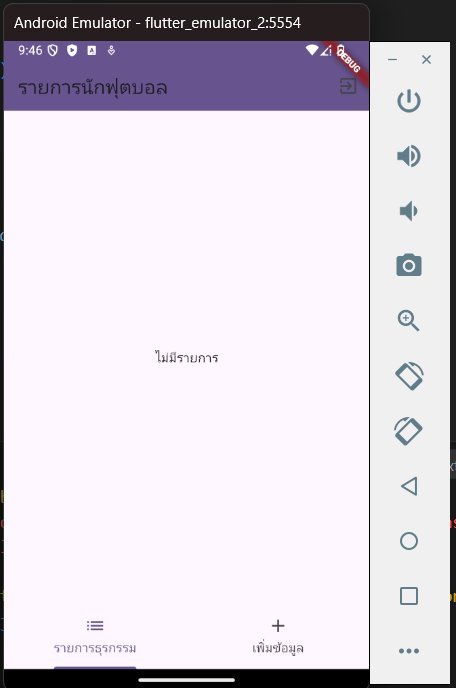 Android Emulator - flutter_emulator_2:5554
9:46
DEBUG
รายการนักฟุตบอล
ไม่มีรายการ
รายการธุรกรรม
เพิ่มข้อมูล